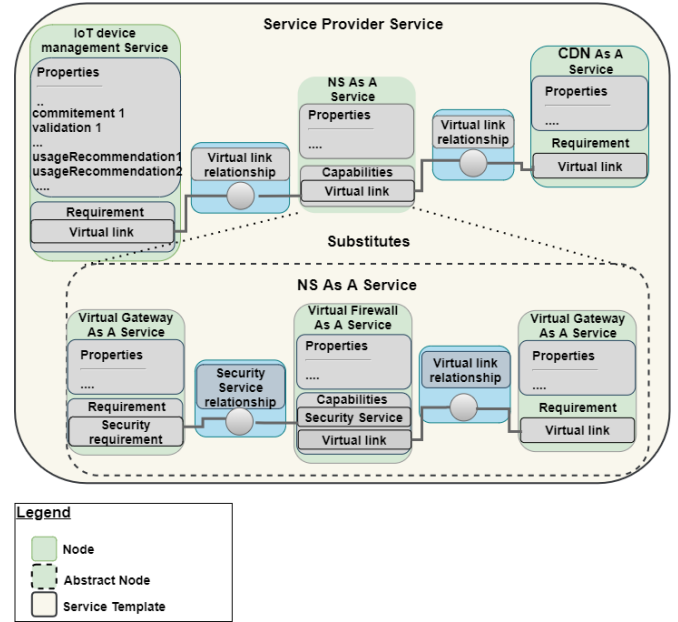 Service Provider Service
IoT device
management Service
Properties
..
commitement 1
validation 1
...
usageRecommendation1
usageRecommendation2
....
Requirement
Virtual link
Virtual link
relationship
NS As A
Service
Properties
....
Capabilities
Virtual link
Virtual link
relationship
CDN As A
Service
Properties
....
Requirement
Virtual link
Substitutes
NS As A Service
Virtual Gateway
As A Service
Properties
....
Requirement
Security
requirement
Security
Service
relationship
Virtual Firewall
As A Service
Properties
....
Capabilities
Security Service
Virtual link
Virtual link
relationship
Virtual Gateway
As A Service
Properties
....
Requirement
Virtual link
Legend
Node
Abstract Node
Service Template